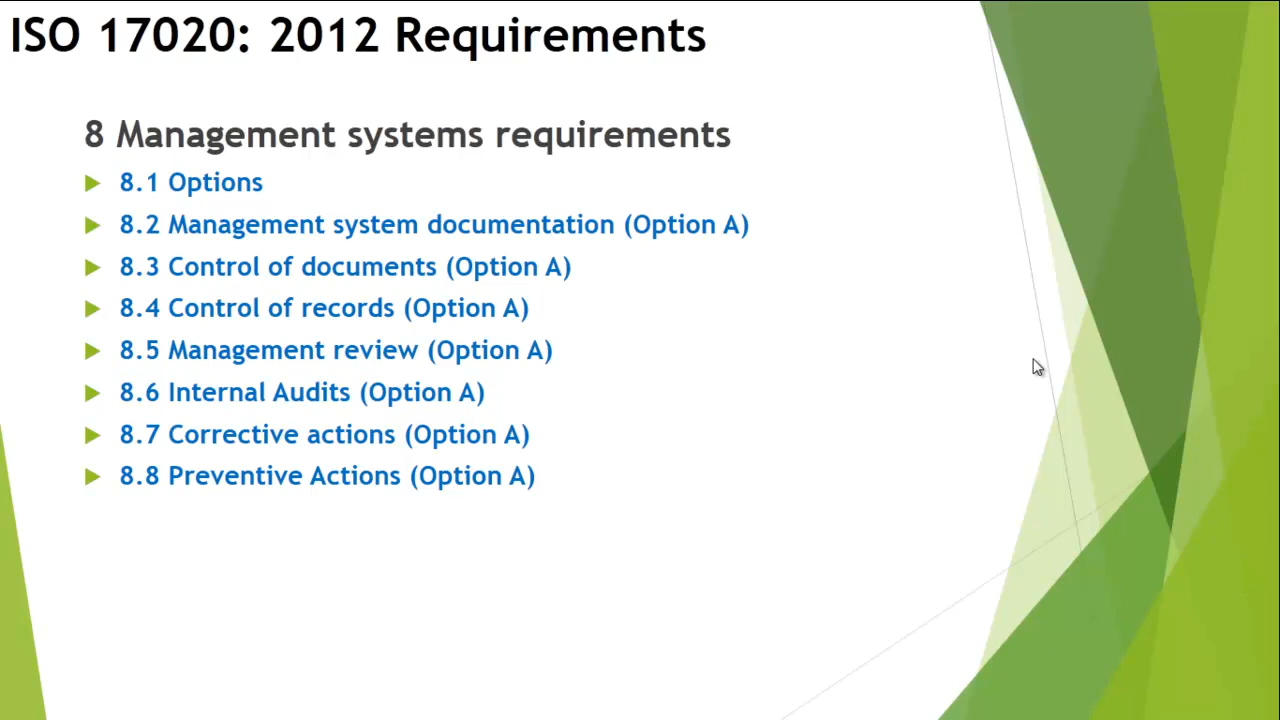 ISO 17020: 2012 Requirements
8 Management systems requirements
8.1 Options
8.2 Management system documentation (Option A)
8.3 Control of documents (Option A)
8.4 Control of records (Option A)
8.5 Management review (Option A)
8.6 Internal Audits (Option A)
8.7 Corrective actions (Option A)
8.8 Preventive Actions (Option A)